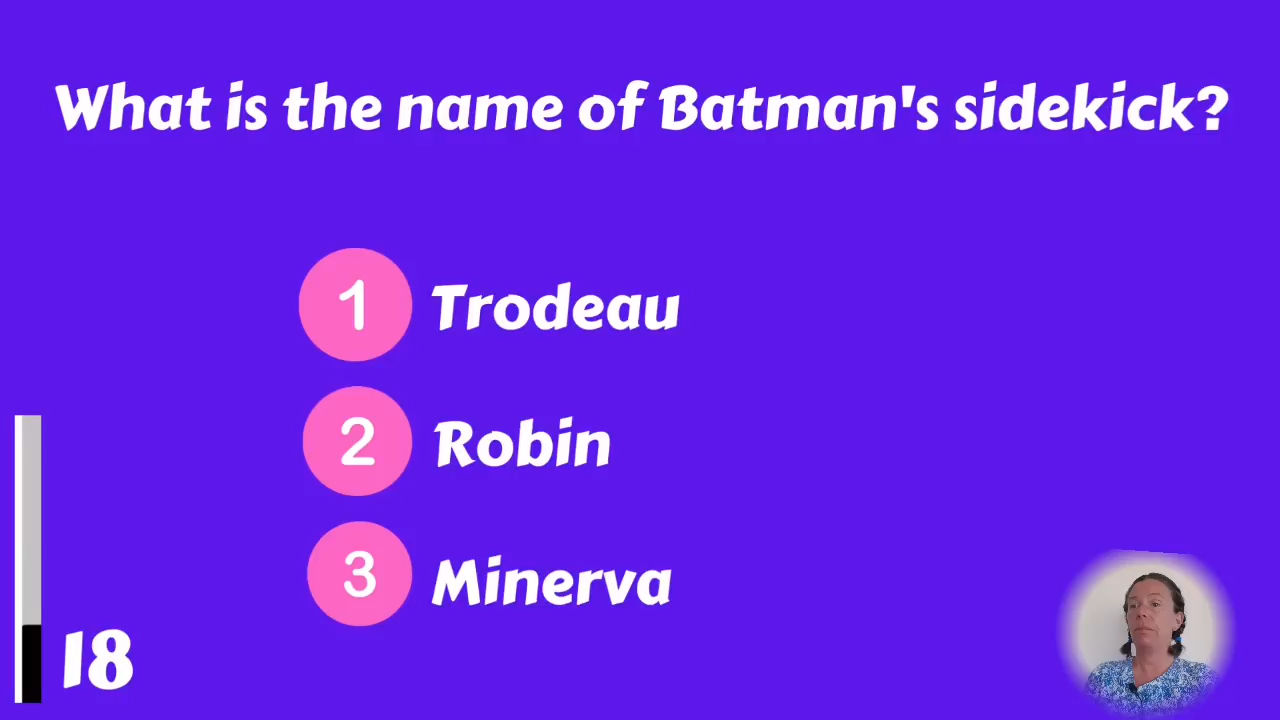 What is the name of Batman's sidekick?
1 Trodeau
2 Robin
3 Minerva
18